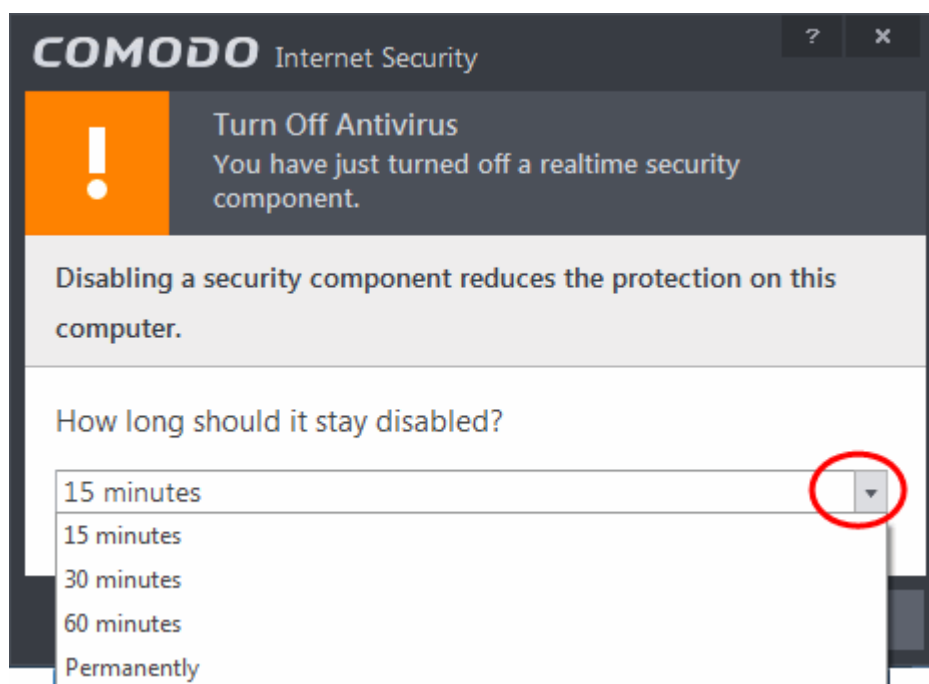 COMODO Internet Security ? ×
!
Turn Off Antivirus
You have just turned off a realtime security
component.
Disabling a security component reduces the protection on this
computer.
How long should it stay disabled?
15 minutes
15 minutes
30 minutes
60 minutes
Permanently